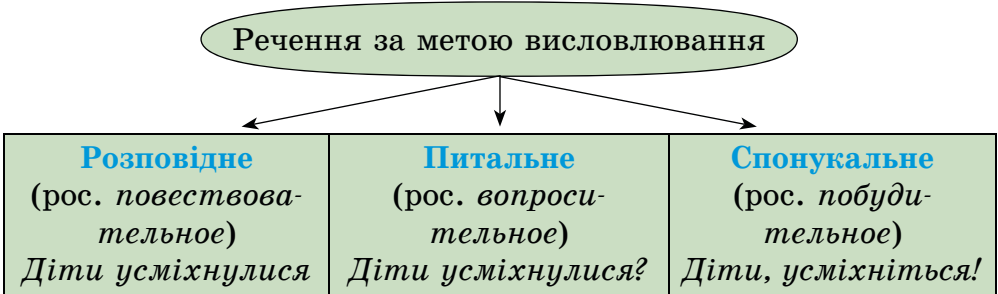 Речення за метою висловлювання
Розповідне
(рос. повествова-
тельное)
Діти усміхнулися
Питальне
(рос. вопроси-
тельное)
Діти усміхнулися?
Спонукальне
(рос. побуди-
тельное)
Діти, усміхніться!